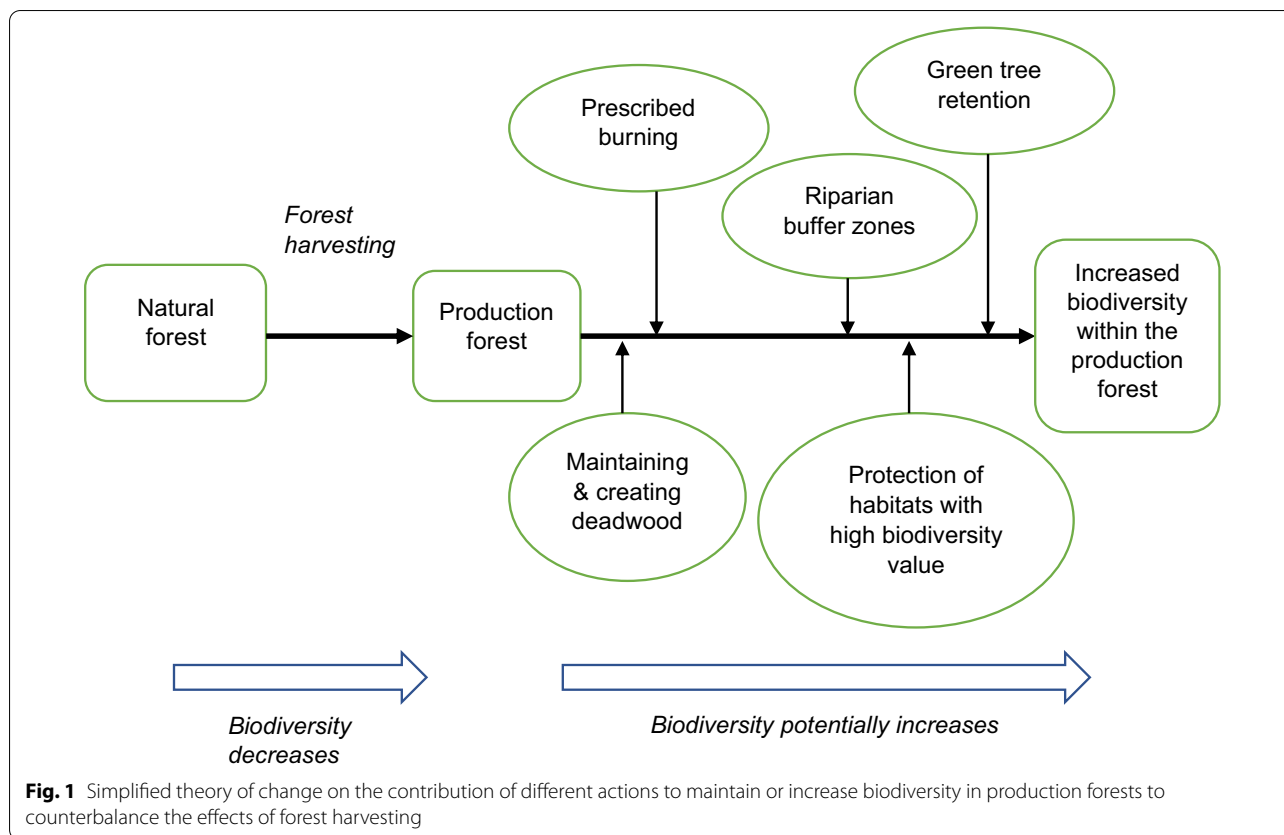 Green tree
retention
Prescribed
burning
Riparian
buffer zones
Forest
harvesting
Natural
forest
Production
forest
Increased
biodiversity
within the
production
forest
Maintaining
& creating
deadwood
Protection of
habitats with
high biodiversity
value
Biodiversity
decreases
Biodiversity potentially increases
Fig. 1 Simplified theory of change on the contribution of different actions to maintain or increase biodiversity in production forests to
counterbalance the effects of forest harvesting